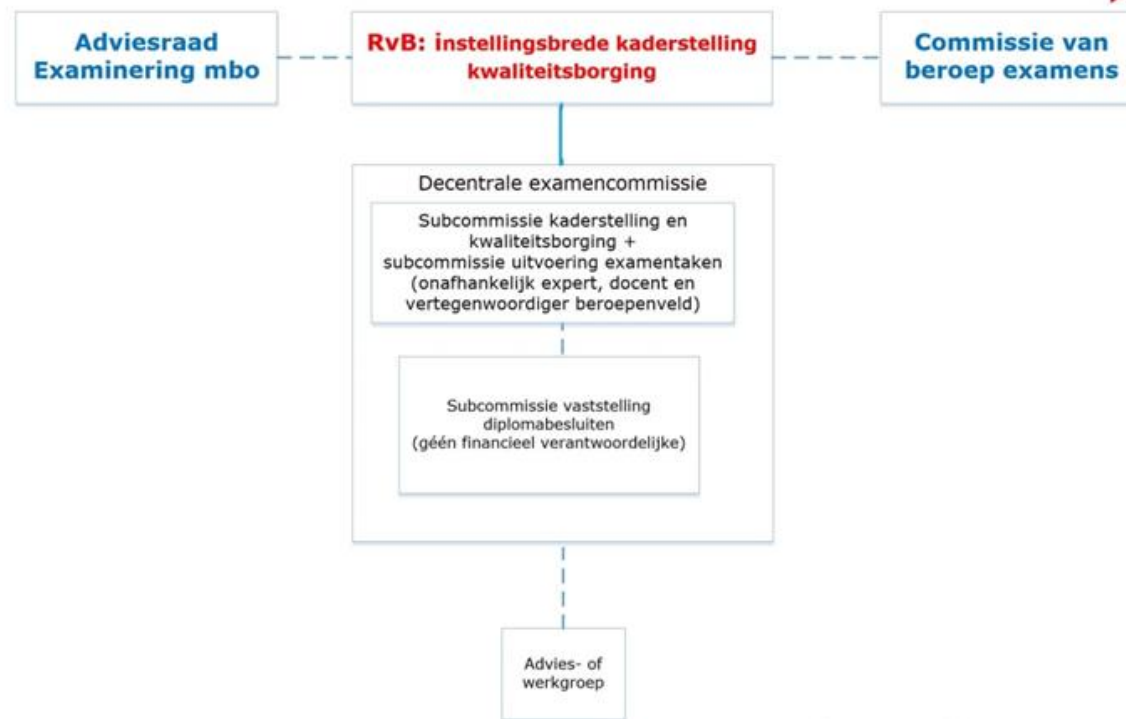 Adviesraad
Examinering mbo
RvB: instellingsbrede kaderstelling
kwaliteitsborging
Commissie van
beroep examens
Decentrale examencommissie
Subcommissie kaderstelling en
kwaliteitsborging +
subcommissie uitvoering examentaken
(onafhankelijk expert, docent en
vertegenwoordiger beroepenveld)
Subcommissie vaststelling
diplomabesluiten
(géén financieel verantwoordelijke)
Advies- of
werkgroep